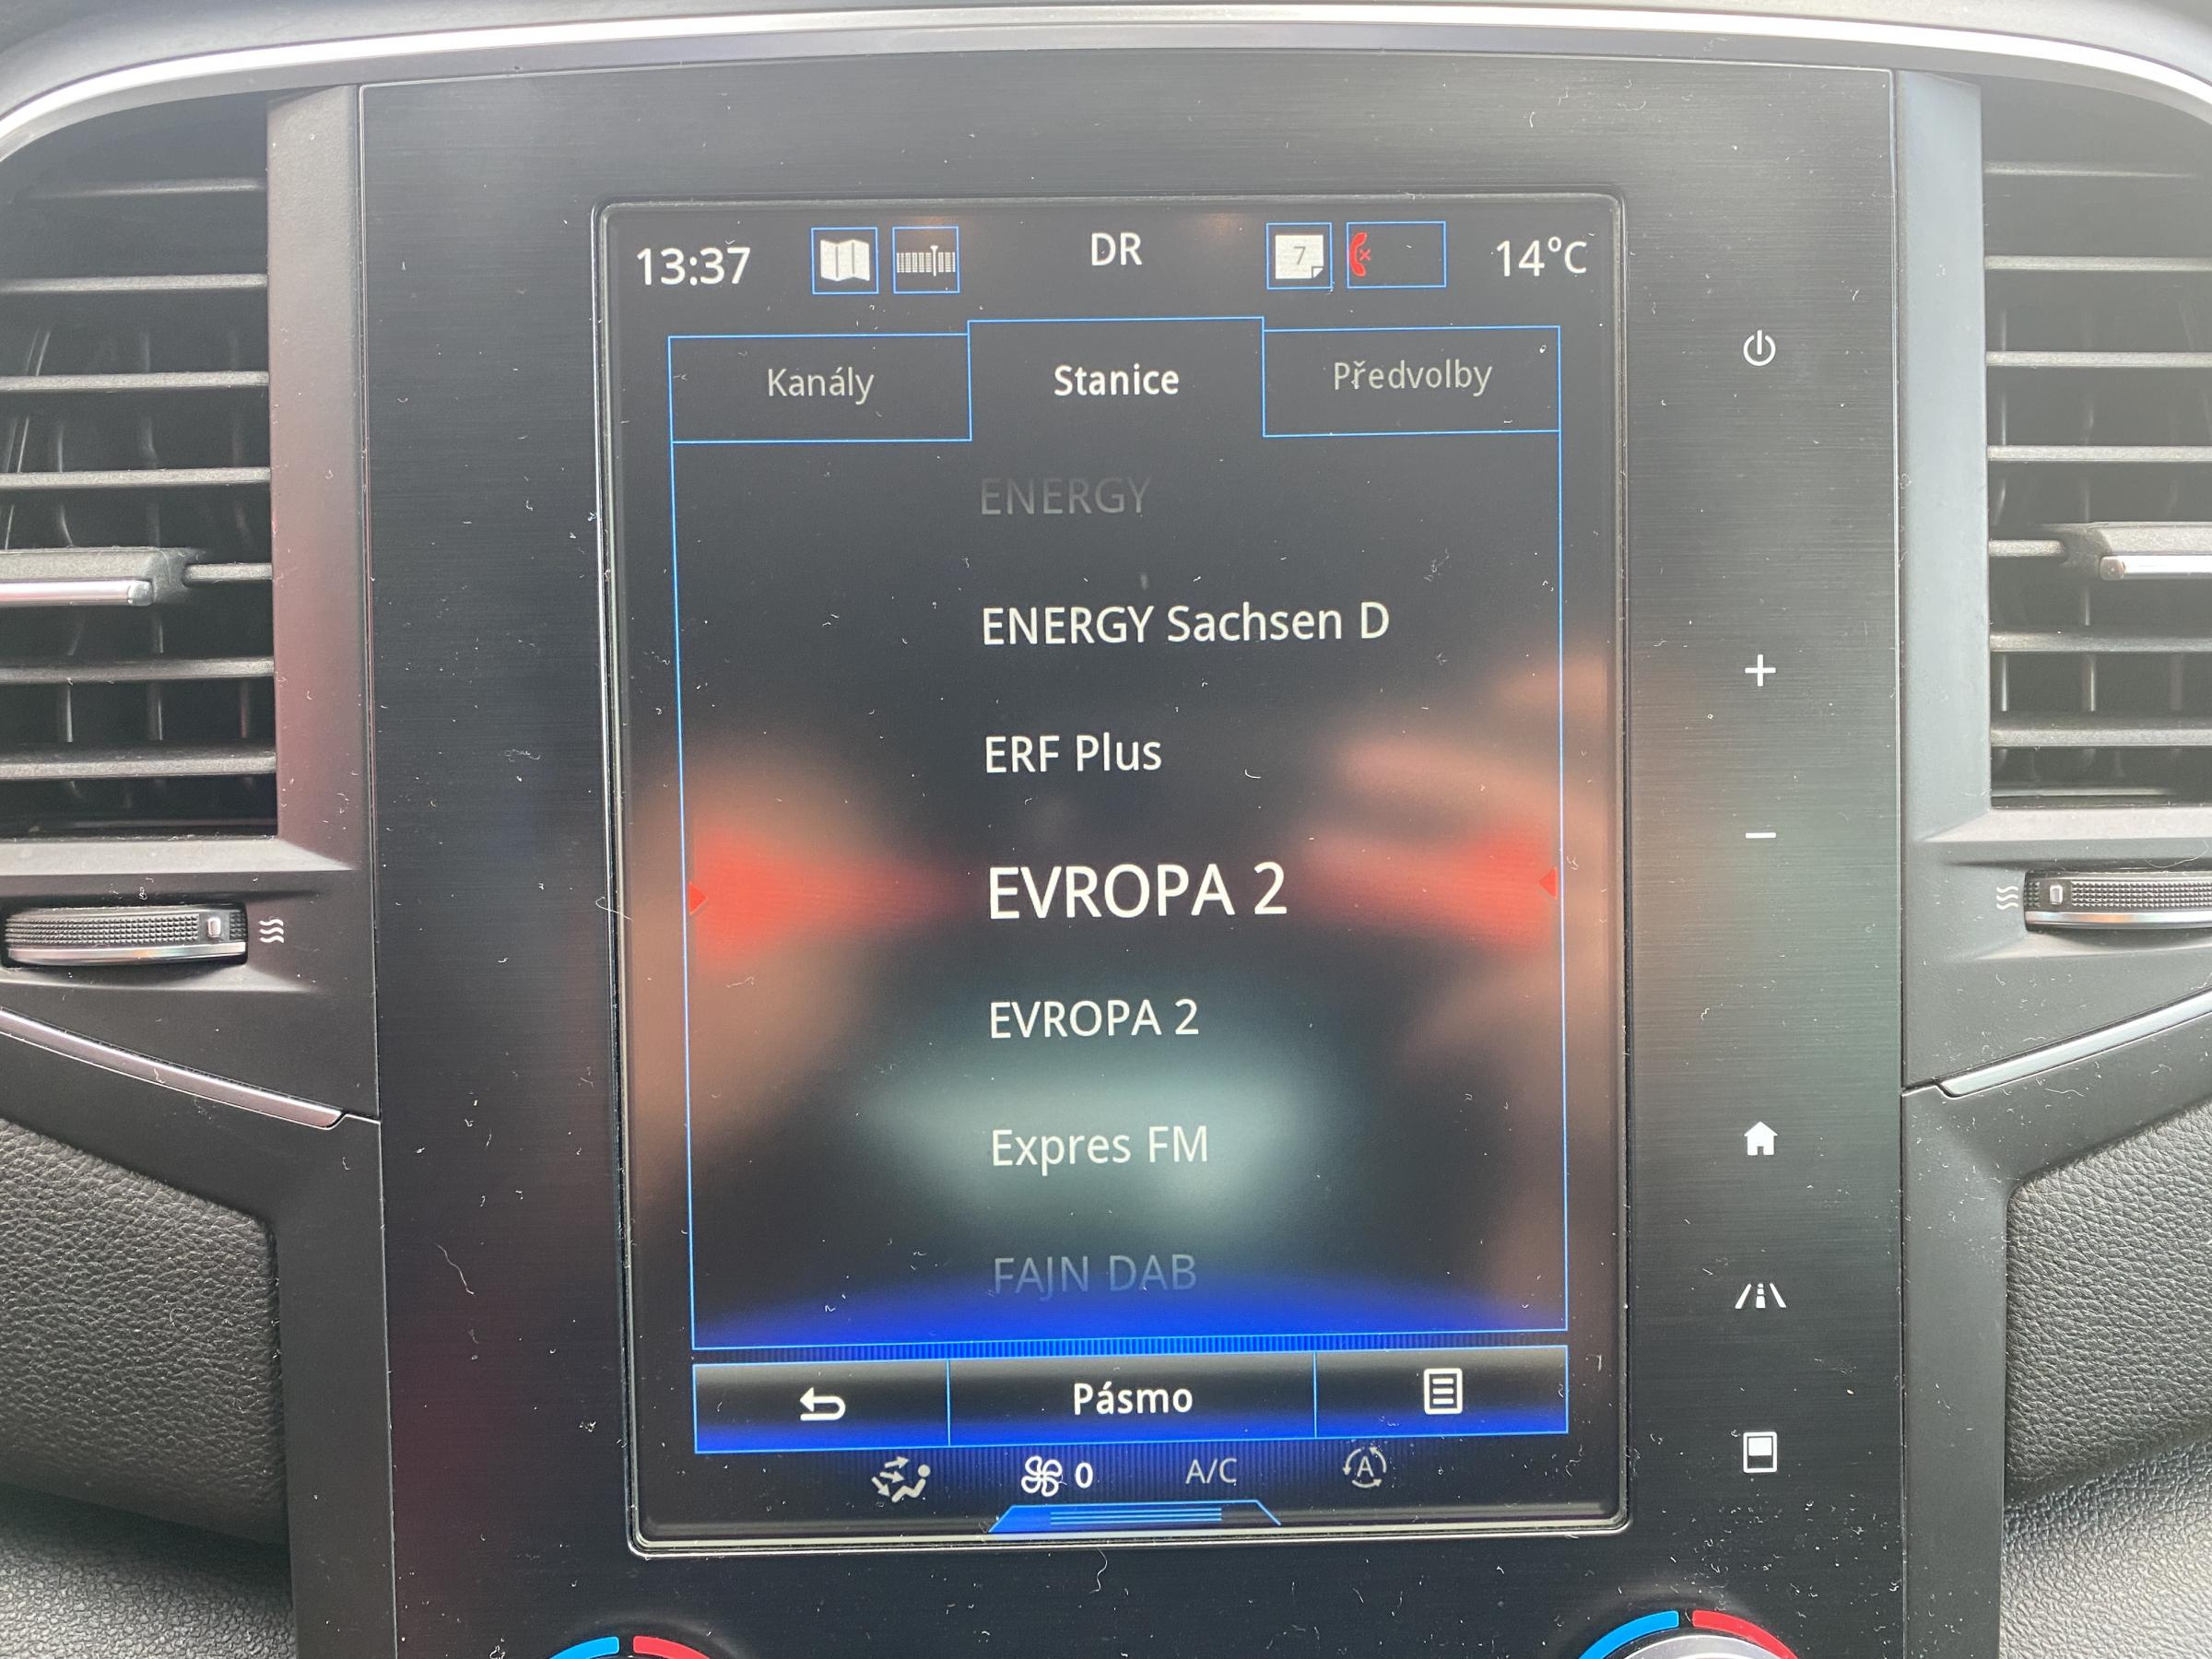 13:37
DR
7
14°C
Kanály
Stanice
Předvolby
ENERGY
ENERGY Sachsen D
ERF Plus
EVROPA 2
EVROPA 2
Expres FM
FAJN DAB
Pásmo
0
A/C
A